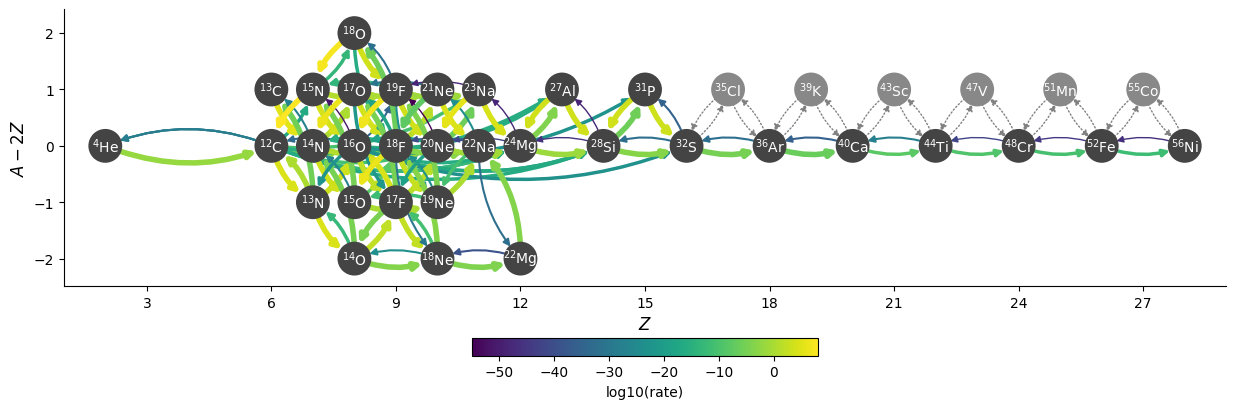 2
1
0
−1
−2
A − 2Z
¹⁸O
¹³C ¹⁵N ¹⁷O ¹⁹F ²¹Ne ²³Na ²⁷Al ³¹P ³⁵Cl ³⁹K ⁴³Sc ⁴⁷V ⁵¹Mn ⁵⁵Co
⁴He ¹²C ¹⁴N ¹⁶O ¹⁸F ²⁰Ne ²²Na ²⁴Mg ²⁸Si ³²S ³⁶Ar ⁴⁰Ca ⁴⁴Ti ⁴⁸Cr ⁵²Fe ⁵⁶Ni
¹³N ¹⁵O ¹⁷F ¹⁹Ne
¹⁴O ¹⁸Ne ²²Mg
3 6 9 12 15 18 21 24 27
Z
−50 −40 −30 −20 −10 0
log10(rate)